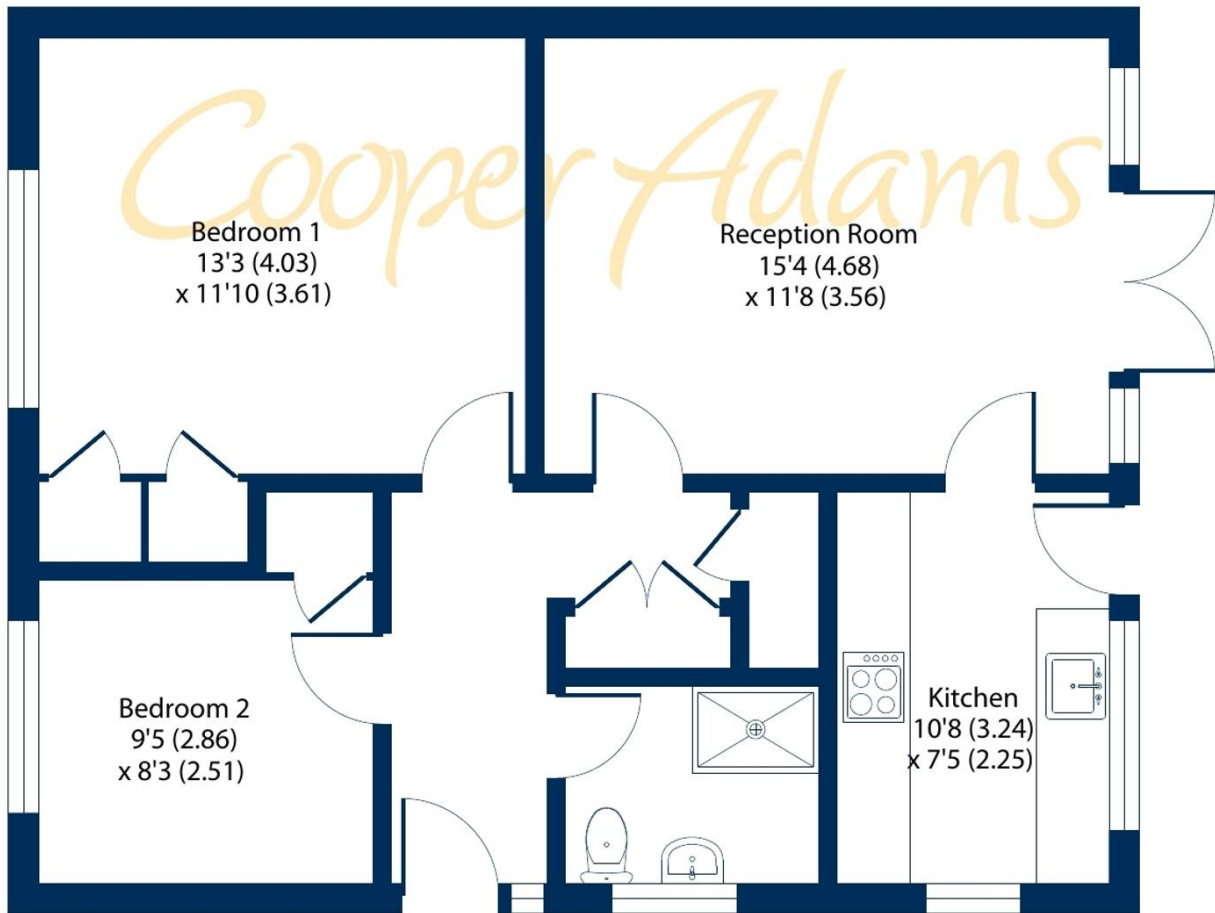 Cooper Adams
Bedroom 1
13'3 (4.03)
x 11'10 (3.61)
Reception Room
15'4 (4.68)
x 11'8 (3.56)
Bedroom 2
9'5 (2.86)
x 8'3 (2.51)
Kitchen
10'8 (3.24)
x 7'5 (2.25)